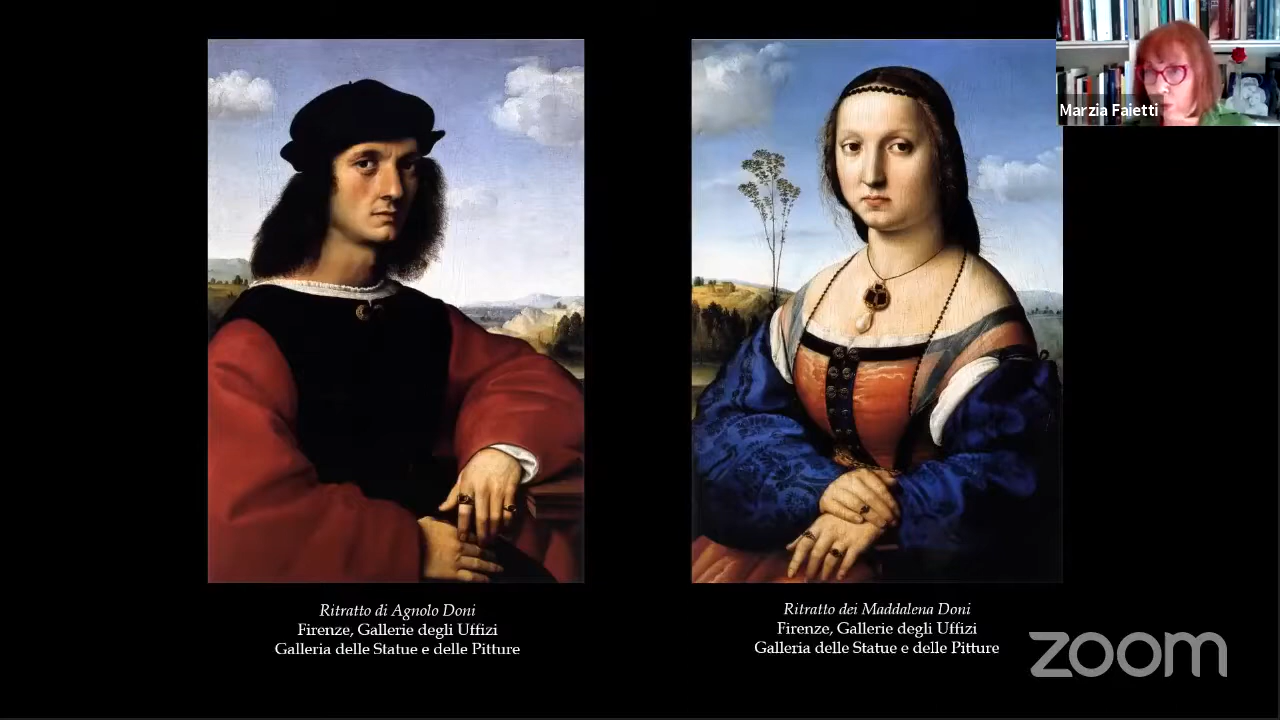 Marzia Faietti
Ritratto di Agnolo Doni
Firenze, Gallerie degli Uffizi
Galleria delle Statue e delle Pitture
Ritratto dei Maddalena Doni
Firenze, Gallerie degli Uffizi
Galleria delle Statue e delle Pitture
zoom